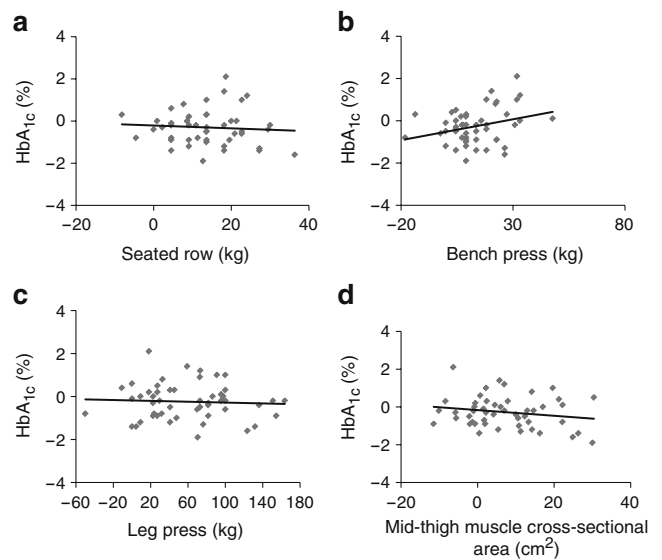 a
HbA1c (%)
4
2
0
−2
−4
−20 0 20 40
Seated row (kg)
b
HbA1c (%)
4
2
0
−2
−4
−20 30 80
Bench press (kg)
c
HbA1c (%)
4
2
0
−2
−4
−60 −20 20 60 100 140 180
Leg press (kg)
d
HbA1c (%)
4
2
0
−2
−4
−20 0 20 40
Mid-thigh muscle cross-sectional
area (cm2)